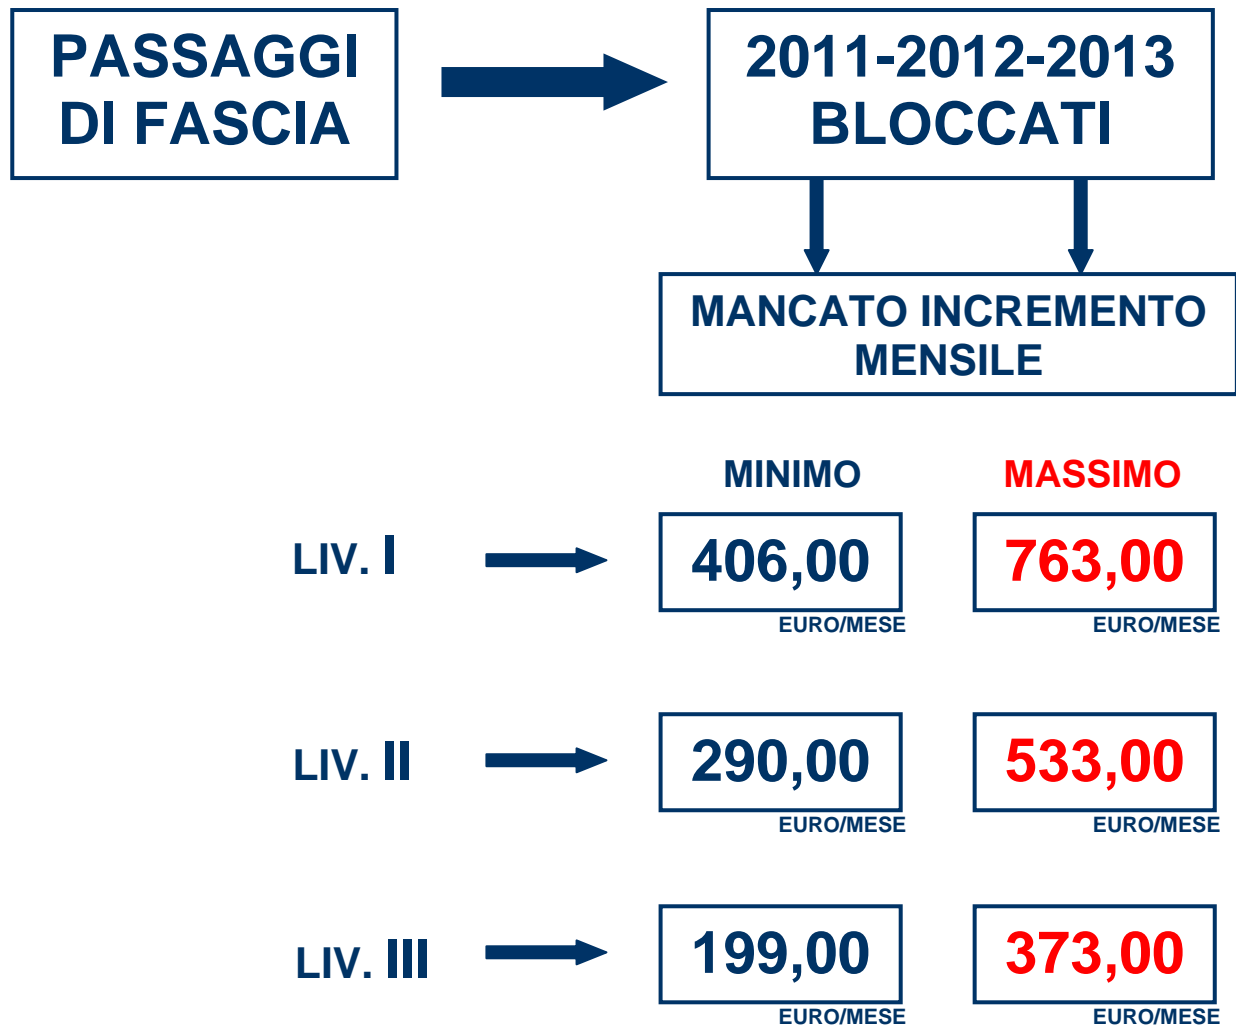 PASSAGGI
DI FASCIA
2011-2012-2013
BLOCCATI
MANCATO INCREMENTO
MENSILE
MINIMO MASSIMO
LIV. I 406,00 763,00
EURO/MESE EURO/MESE
LIV. II 290,00 533,00
EURO/MESE EURO/MESE
LIV. III 199,00 373,00
EURO/MESE EURO/MESE